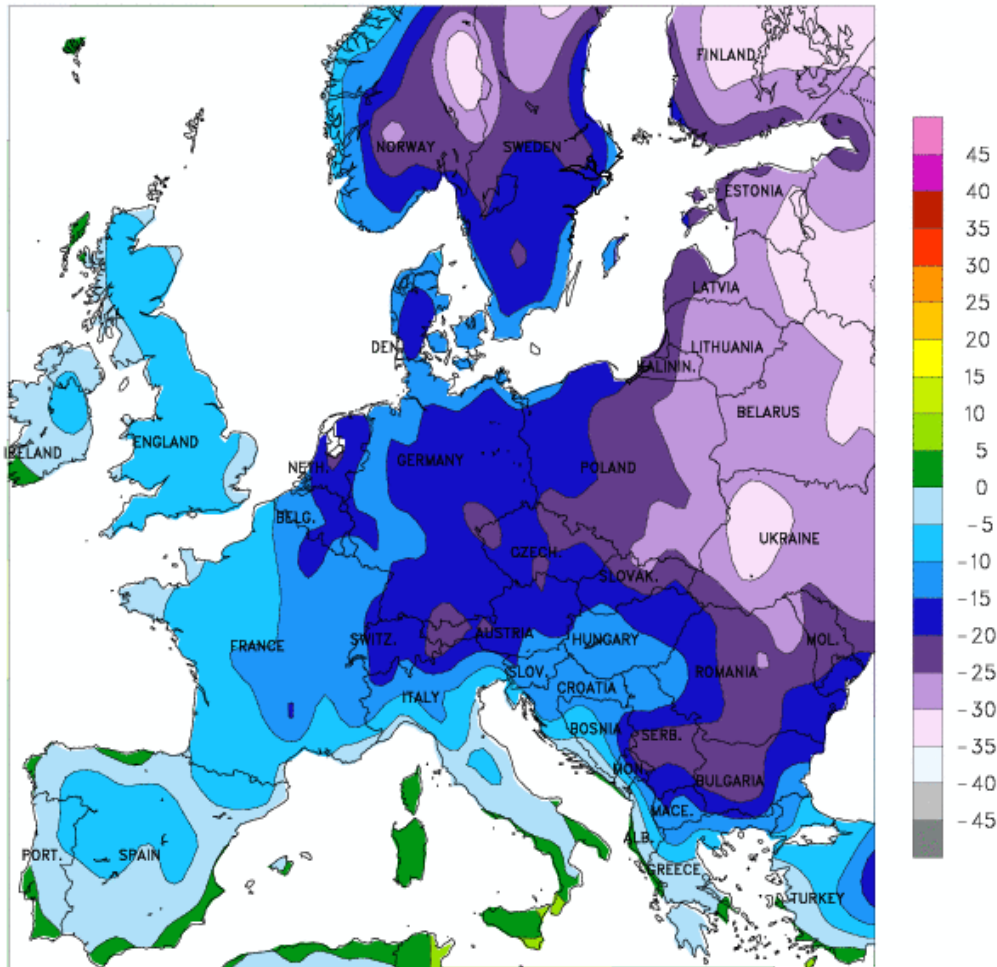 FINLAND
NORWAY
SWEDEN
ESTONIA
LATVIA
DEN.
LITHUANIA
KALININ.
BELARUS
ENGLAND
IRELAND
NETH.
GERMANY
POLAND
BELG.
UKRAINE
CZECH.
SLOVAK.
FRANCE
SWITZ.
AUSTRIA
HUNGARY
MOL.
SLOV.
ROMANIA
CROATIA
ITALY
BOSNIA
SERB.
MON.
BULGARIA
MACE.
ALB.
PORT.
SPAIN
GREECE
TURKEY
45
40
35
30
25
20
15
10
5
0
-5
-10
-15
-20
-25
-30
-35
-40
-45